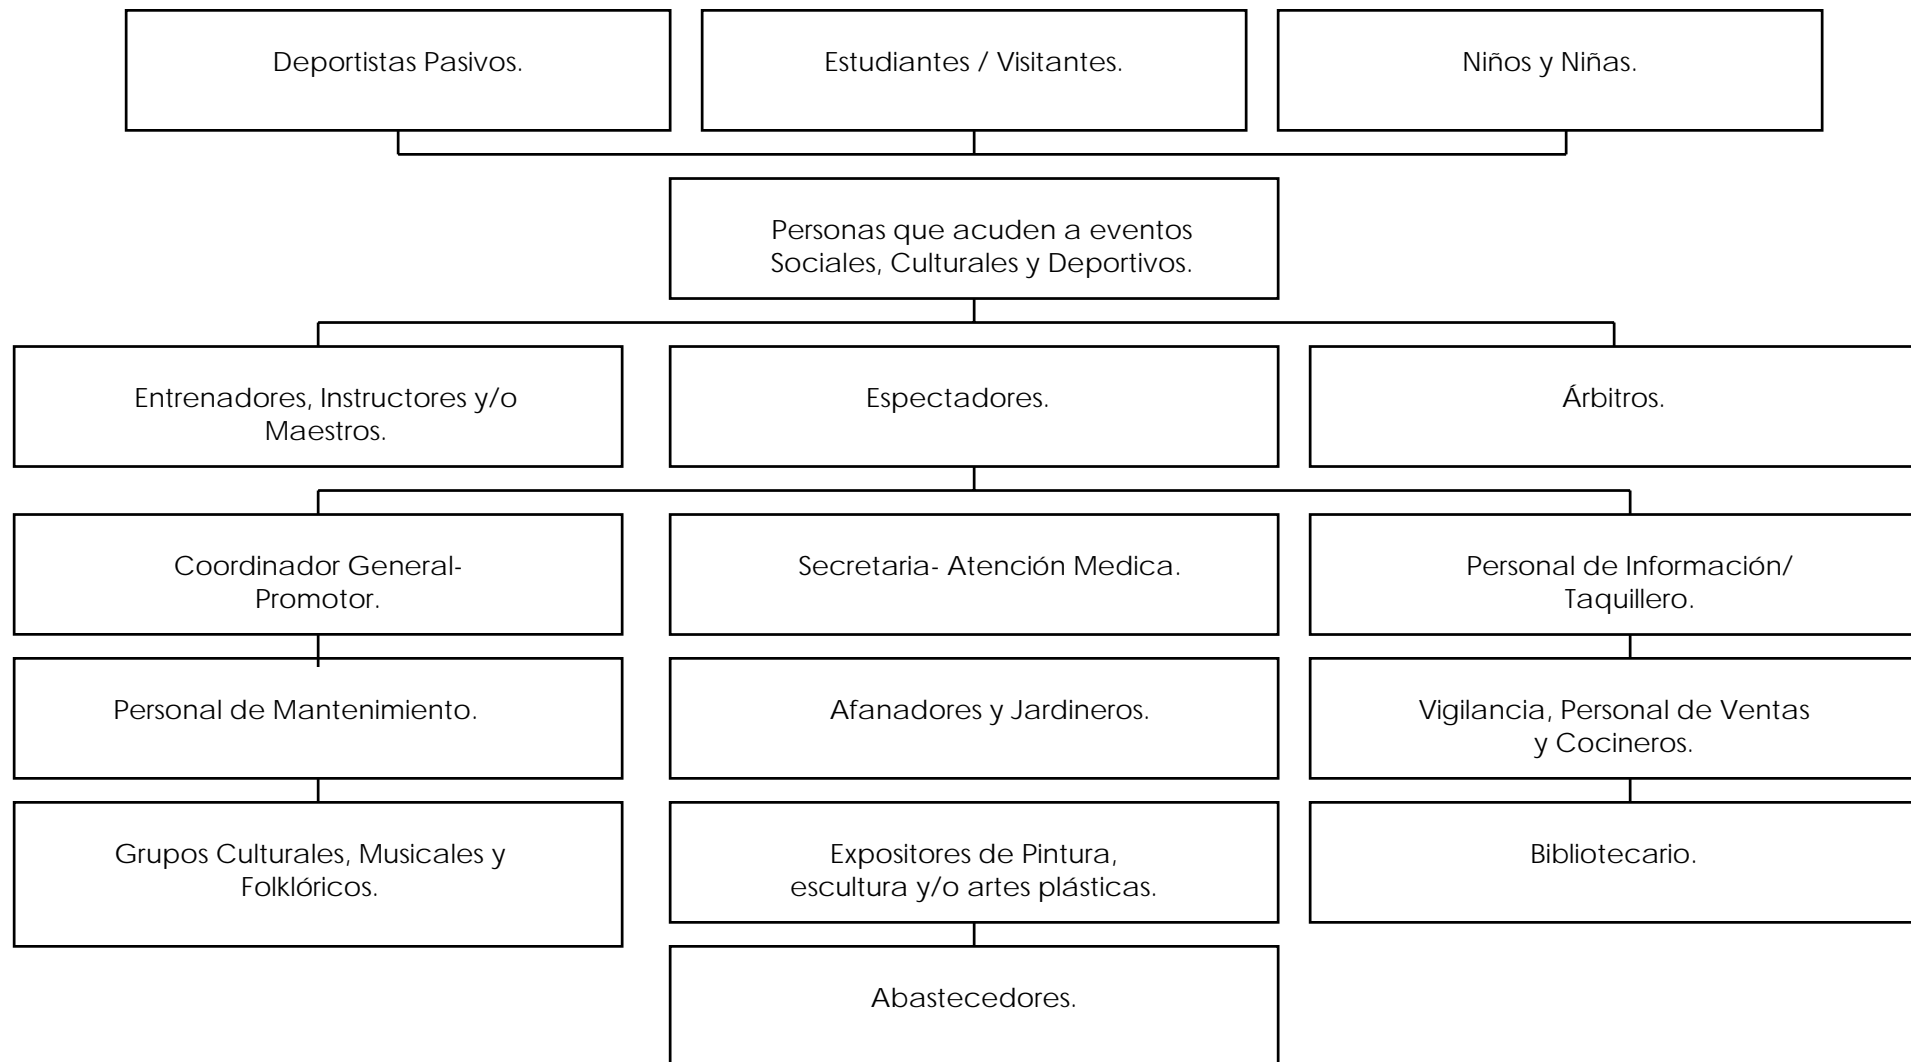 Deportistas Pasivos.
Estudiantes / Visitantes.
Niños y Niñas.
Personas que acuden a eventos
Sociales, Culturales y Deportivos.
Entrenadores, Instructores y/o
Maestros.
Espectadores.
Árbitros.
Coordinador General-
Promotor.
Secretaria- Atención Medica.
Personal de Información/
Taquillero.
Personal de Mantenimiento.
Afanadores y Jardineros.
Vigilancia, Personal de Ventas
y Cocineros.
Grupos Culturales, Musicales y
Folklóricos.
Expositores de Pintura,
escultura y/o artes plásticas.
Bibliotecario.
Abastecedores.